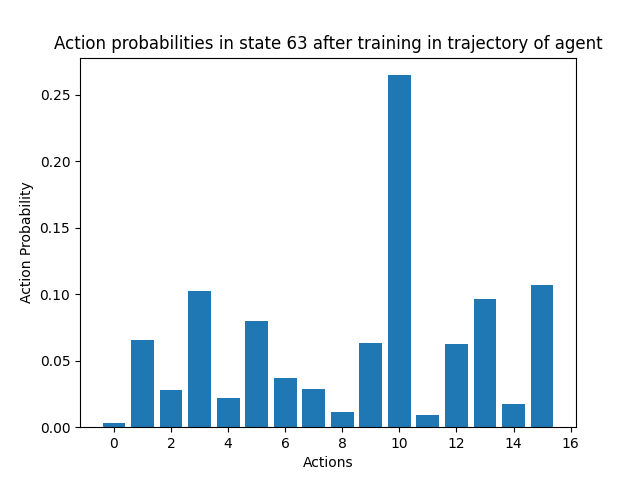 Action probabilities in state 63 after training in trajectory of agent
0.25
0.20
0.15
0.10
0.05
0.00
Action Probability
0 2 4 6 8 10 12 14 16
Actions